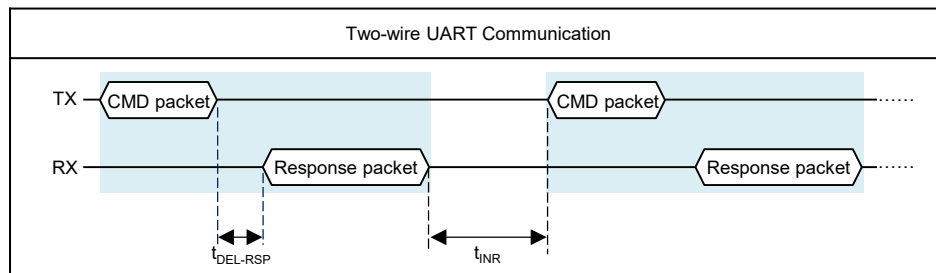 Two-wire UART Communication
TX CMD packet CMD packet
RX Response packet Response packet
tDEL-RSP tINR